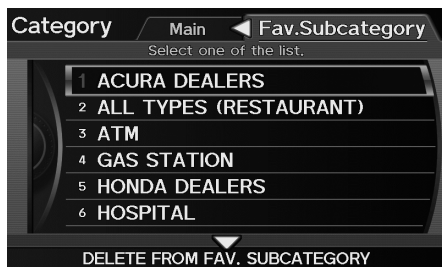 Category Main Fav.Subcategory
Select one of the list.
1 ACURA DEALERS
2 ALL TYPES (RESTAURANT)
3 ATM
4 GAS STATION
5 HONDA DEALERS
6 HOSPITAL
DELETE FROM FAV. SUBCATEGORY